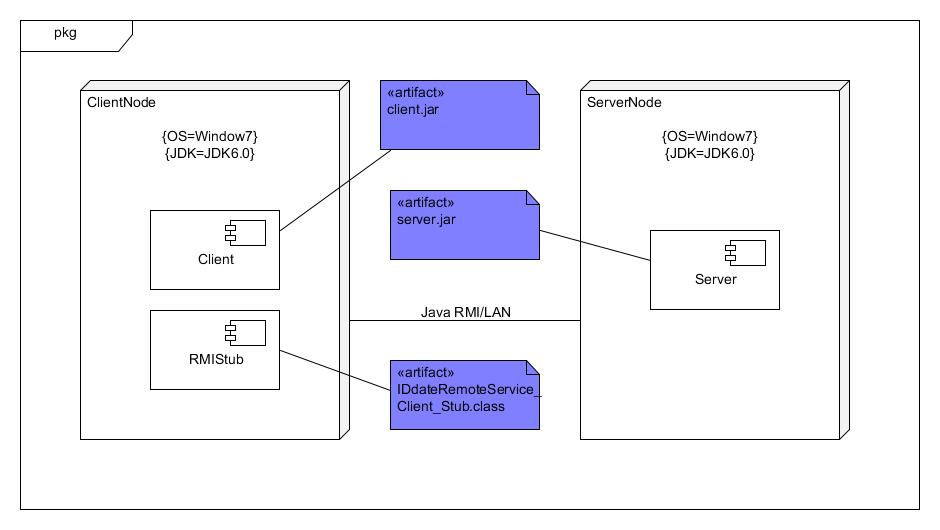 pkg
ClientNode
{OS=Window7}
{JDK=JDK6.0}
Client
RMIStub
«artifact»
client.jar
«artifact»
server.jar
Java RMI/LAN
«artifact»
IDdateRemoteService_
Client_Stub.class
ServerNode
{OS=Window7}
{JDK=JDK6.0}
Server